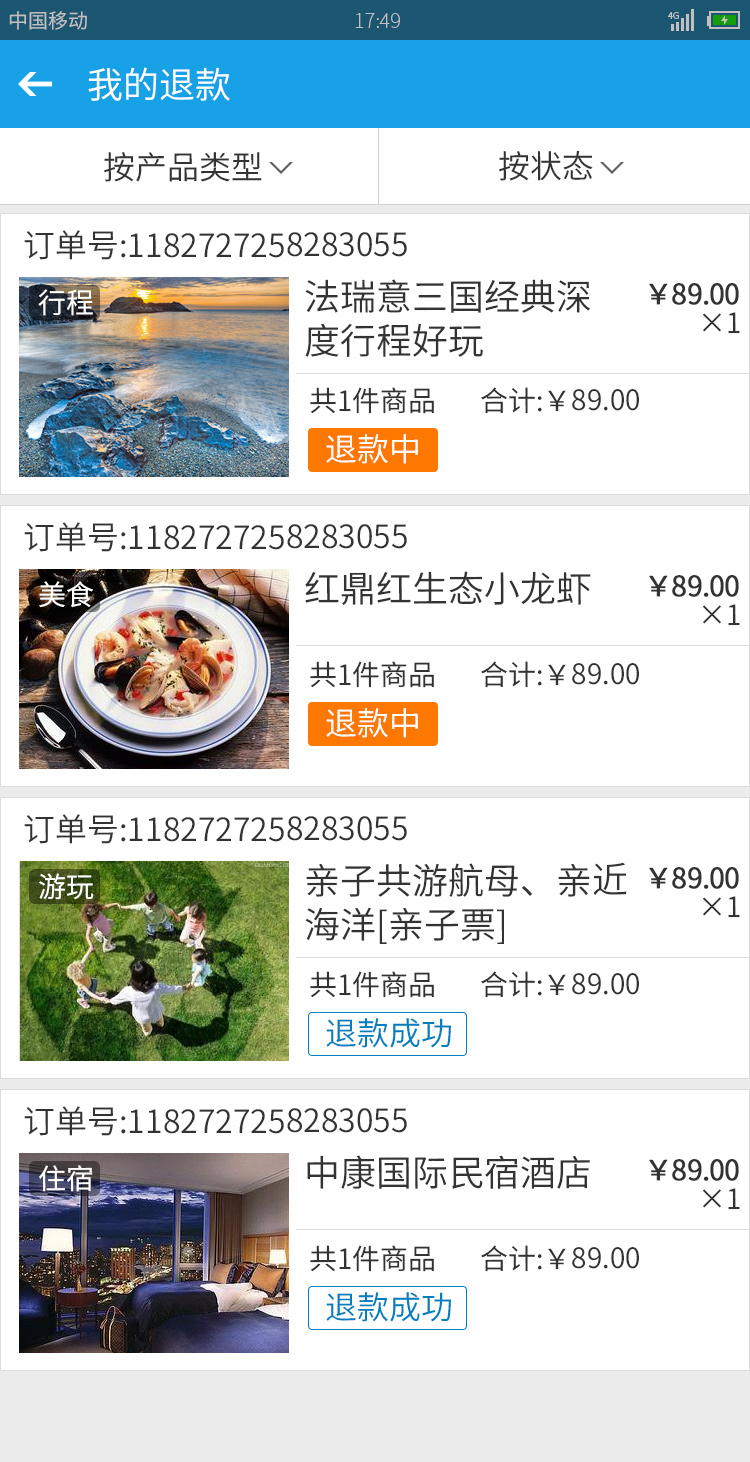 中国移动
17:49
4G
我的退款
按产品类型
按状态
订单号:1182727258283055
行程
法瑞意三国经典深
度行程好玩
￥89.00
×1
共1件商品
合计:￥89.00
退款中
订单号:1182727258283055
美食
红鼎红生态小龙虾
￥89.00
×1
共1件商品
合计:￥89.00
退款中
订单号:1182727258283055
游玩
亲子共游航母、亲近
海洋[亲子票]
￥89.00
×1
共1件商品
合计:￥89.00
退款成功
订单号:1182727258283055
住宿
中康国际民宿酒店
￥89.00
×1
共1件商品
合计:￥89.00
退款成功